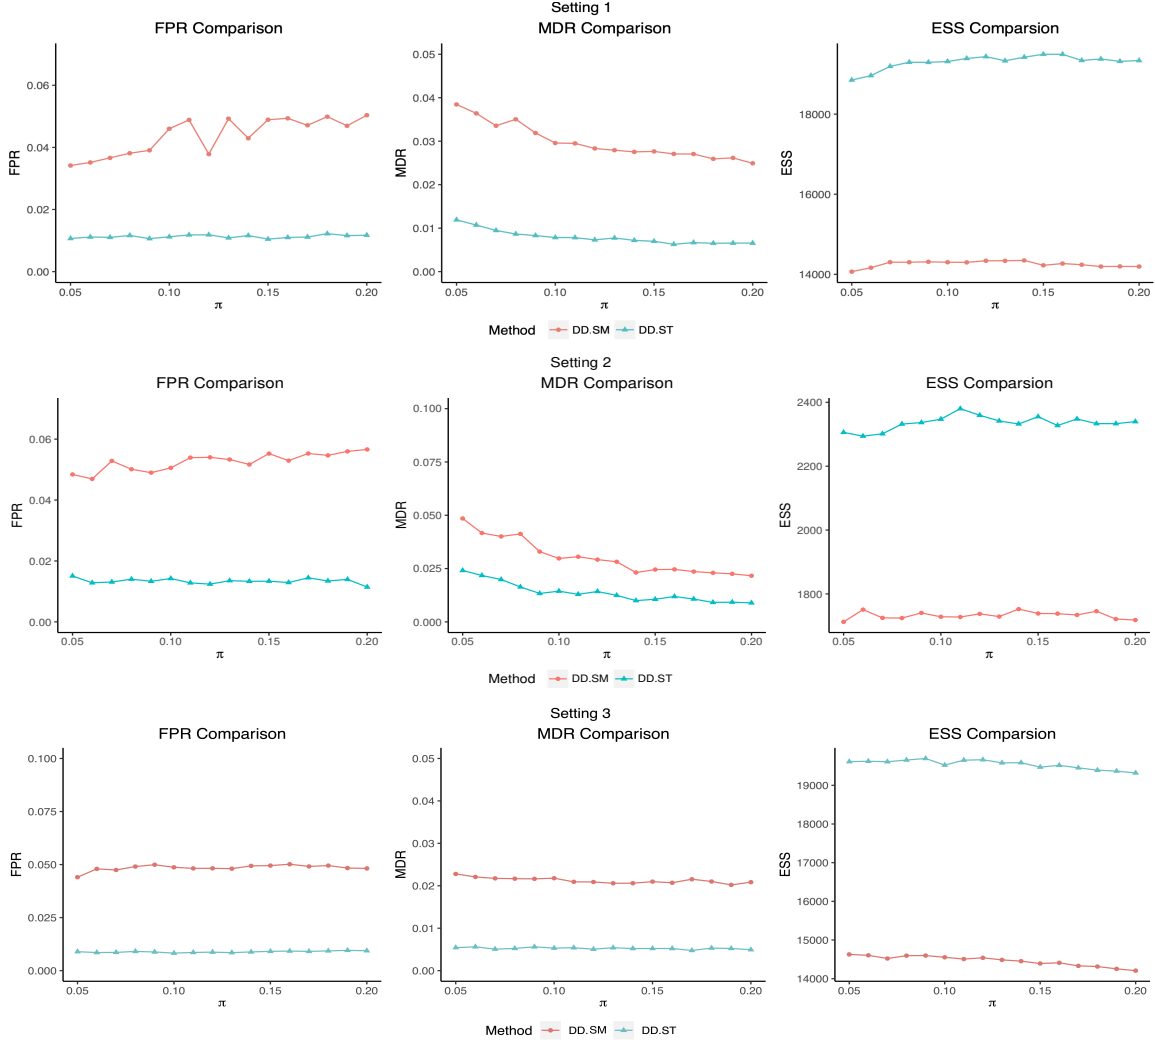 Setting 1
FPR Comparison MDR Comparison ESS Comparsion
FPR
0.06
0.04
0.02
0.00
0.05 0.10 0.15 0.20
π
MDR
0.05
0.04
0.03
0.02
0.01
0.00
0.05 0.10 0.15 0.20
π
ESS
18000
16000
14000
0.05 0.10 0.15 0.20
π
Method DD.SM DD.ST
Setting 2
FPR Comparison MDR Comparison ESS Comparsion
FPR
0.06
0.04
0.02
0.00
0.05 0.10 0.15 0.20
π
MDR
0.100
0.075
0.050
0.025
0.000
0.05 0.10 0.15 0.20
π
ESS
2400
2200
2000
1800
0.05 0.10 0.15 0.20
π
Method DD.SM DD.ST
Setting 3
FPR Comparison MDR Comparison ESS Comparsion
FPR
0.100
0.075
0.050
0.025
0.000
0.05 0.10 0.15 0.20
π
MDR
0.05
0.04
0.03
0.02
0.01
0.00
0.05 0.10 0.15 0.20
π
ESS
19000
18000
17000
16000
15000
14000
0.05 0.10 0.15 0.20
π
Method DD.SM DD.ST